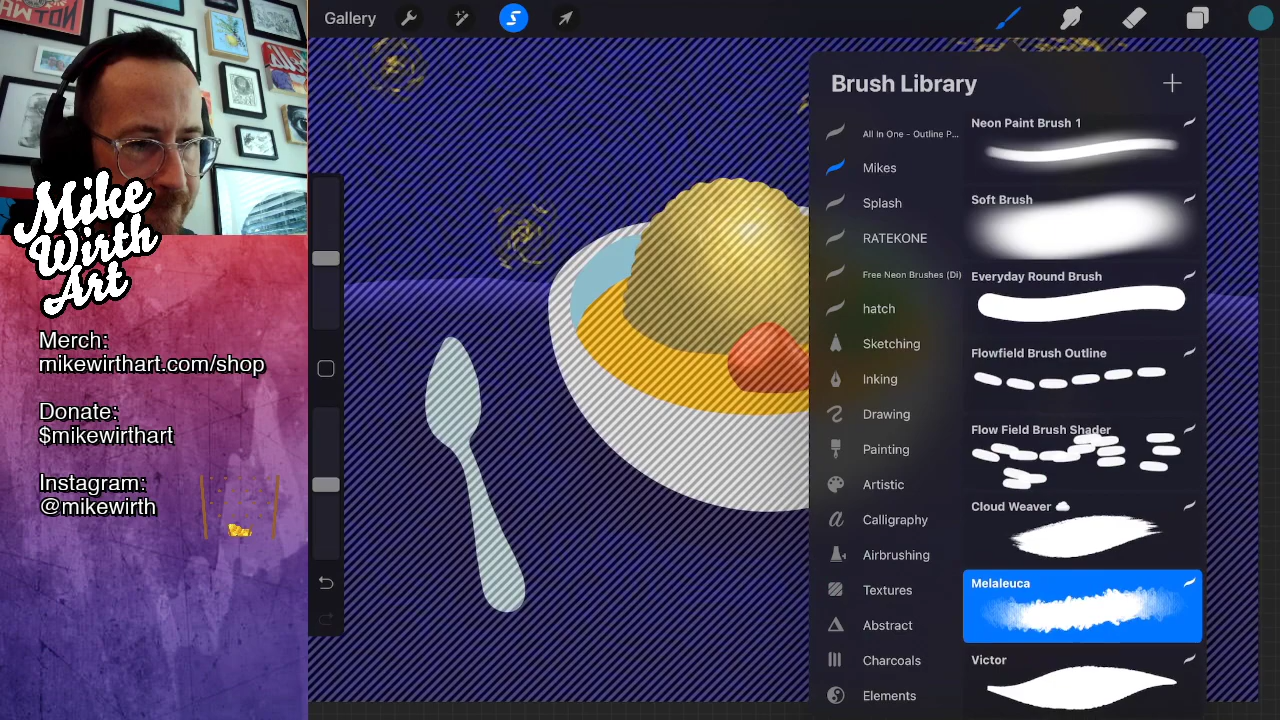 Mike
Wirth
Art
Merch:
mikewirthart.com/shop
Donate:
$mikewirthart
Instagram:
@mikewirth
Gallery
Brush Library
All In One - Outline P...
Mikes
Splash
RATEKONE
Free Neon Brushes (Di)
hatch
Sketching
Inking
Drawing
Painting
Artistic
Calligraphy
Airbrushing
Textures
Abstract
Charcoals
Elements
Neon Paint Brush 1
Soft Brush
Everyday Round Brush
Flowfield Brush Outline
Flow Field Brush Shader
Cloud Weaver ☁️
Melaleuca
Victor